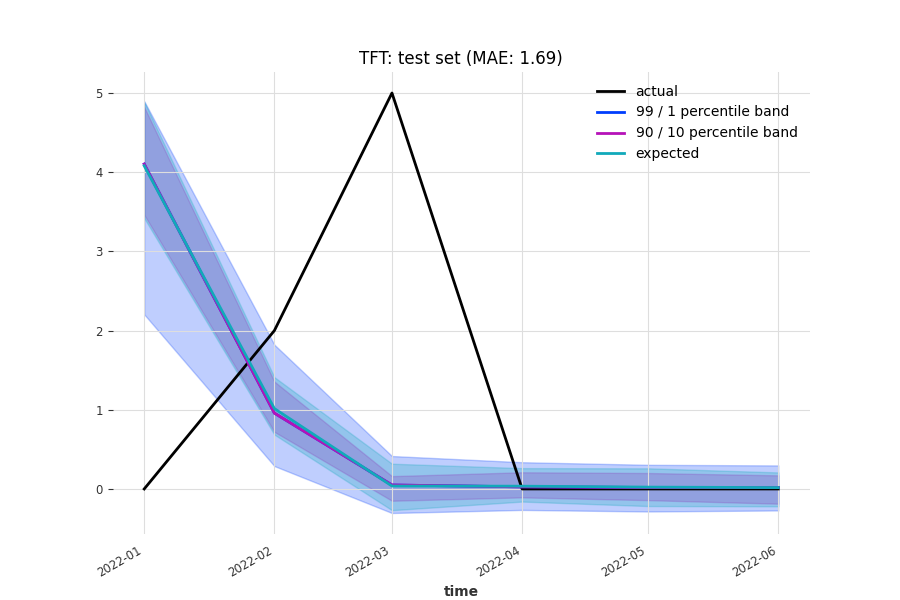 TFT: test set (MAE: 1.69)
actual
99 / 1 percentile band
90 / 10 percentile band
expected
5
4
3
2
1
0
2022-01
2022-02
2022-03
2022-04
2022-05
2022-06
time